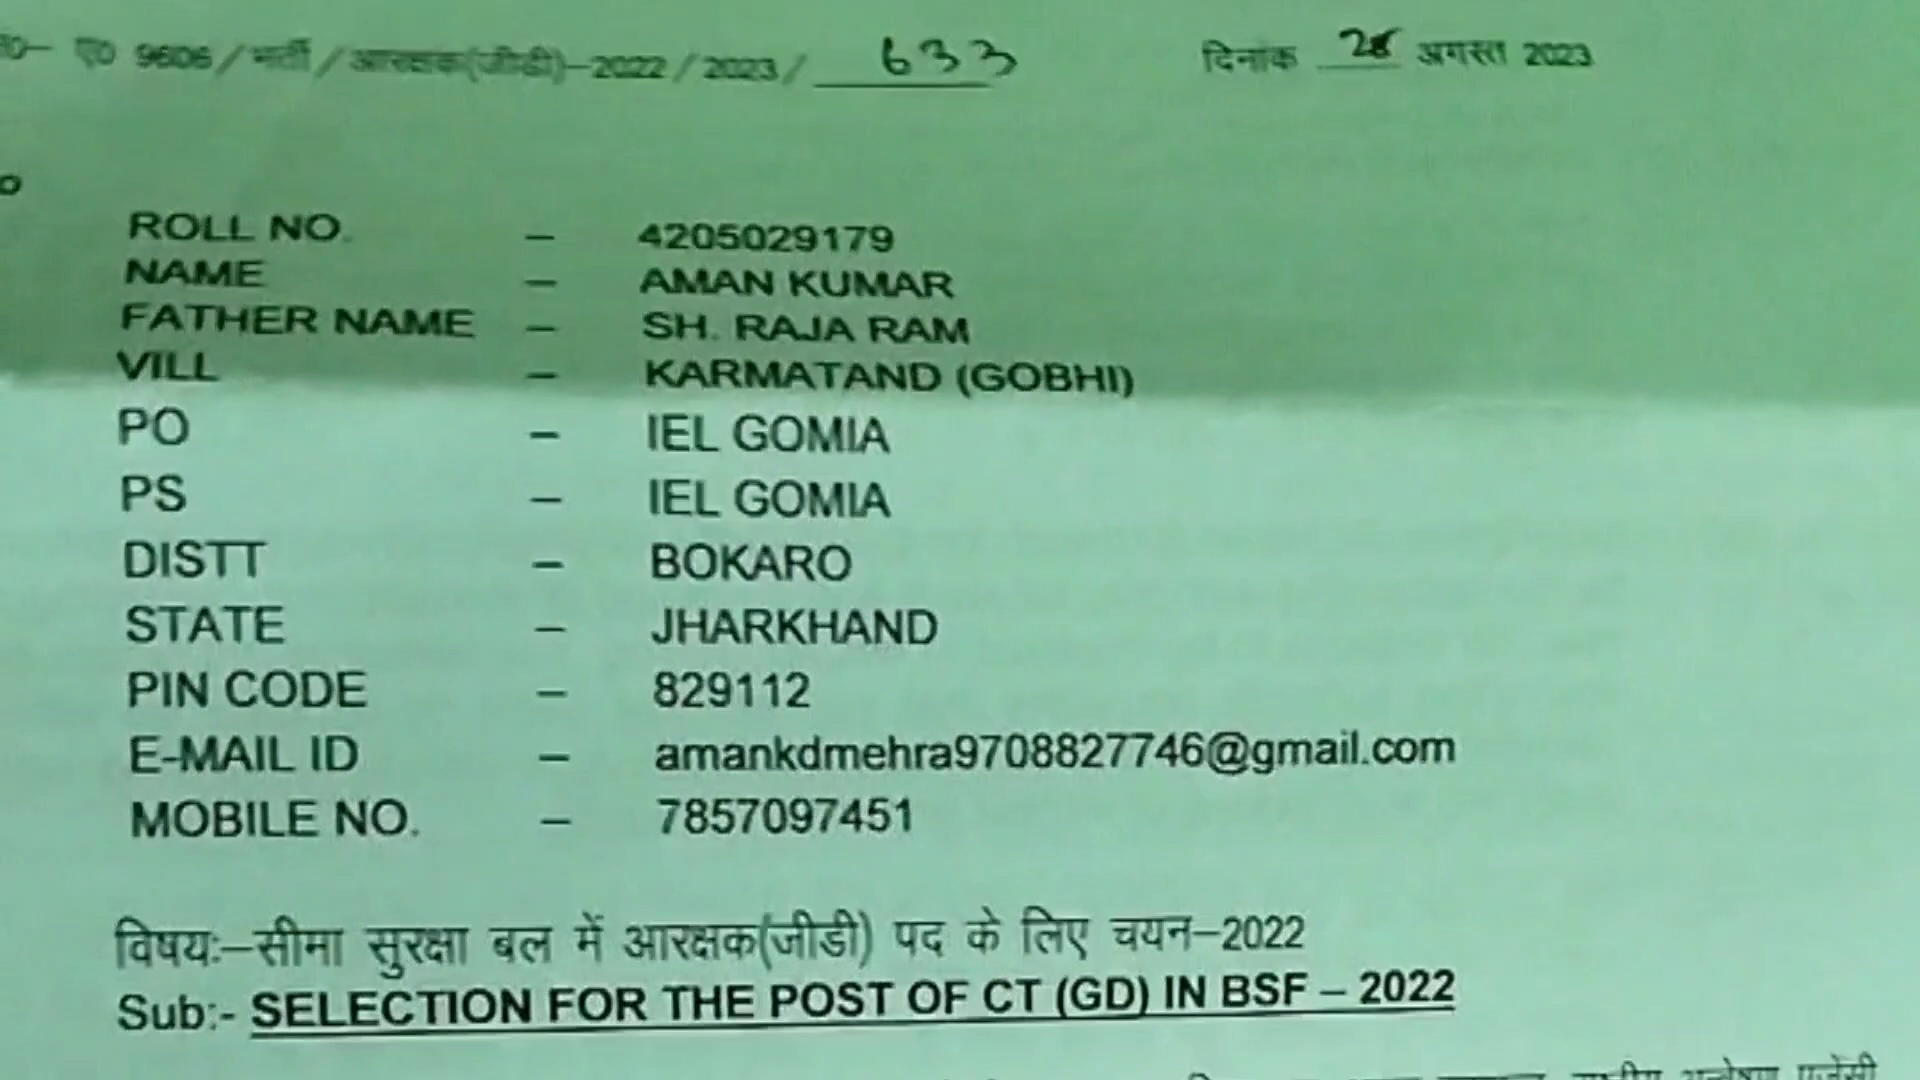 ए0 9606/भर्ती/आरक्षक(जीडी)–2022/2023/ 633 दिनांक 28 अगस्त 2023
ROLL NO. – 4205029179
NAME – AMAN KUMAR
FATHER NAME – SH. RAJA RAM
VILL – KARMATAND (GOBHI)
PO – IEL GOMIA
PS – IEL GOMIA
DISTT – BOKARO
STATE – JHARKHAND
PIN CODE – 829112
E-MAIL ID – amankdmehra9708827746@gmail.com
MOBILE NO. – 7857097451
विषय:–सीमा सुरक्षा बल में आरक्षक(जीडी) पद के लिए चयन–2022
Sub:- SELECTION FOR THE POST OF CT (GD) IN BSF – 2022